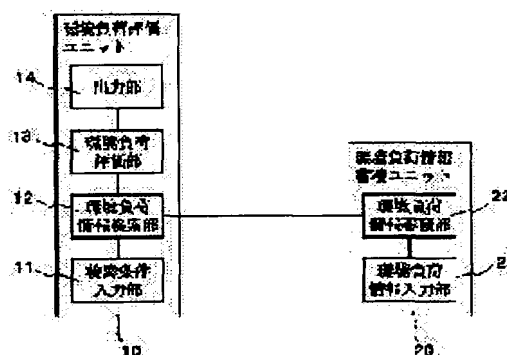 環境負荷評価
ユニット
14
出力部
13
環境負荷
評価部
12
環境負荷
情報検索部
11
検索条件
入力部
10
環境負荷情報
蓄積ユニット
22
環境負荷
情報蓄積部
環境負荷
情報入力部
20